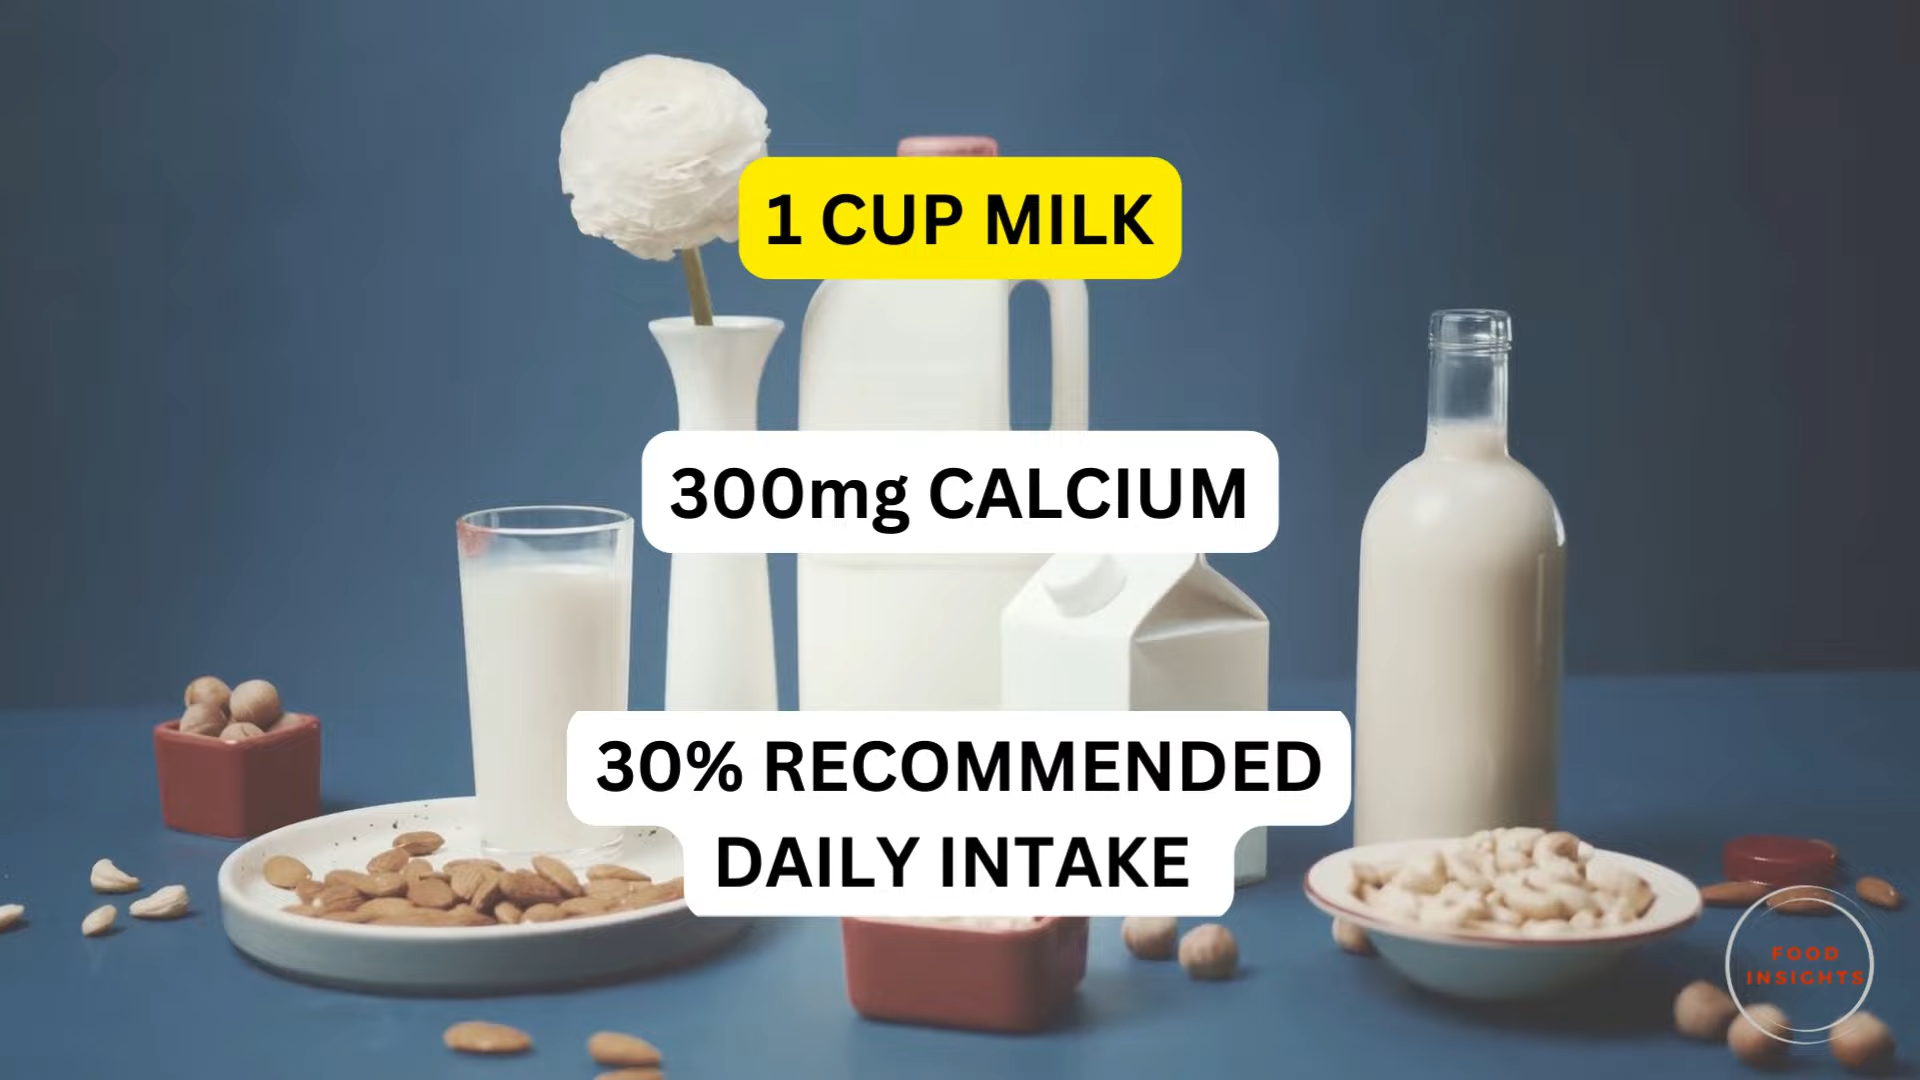 1 CUP MILK
300mg CALCIUM
30% RECOMMENDED
DAILY INTAKE
FOOD
INSIGHTS